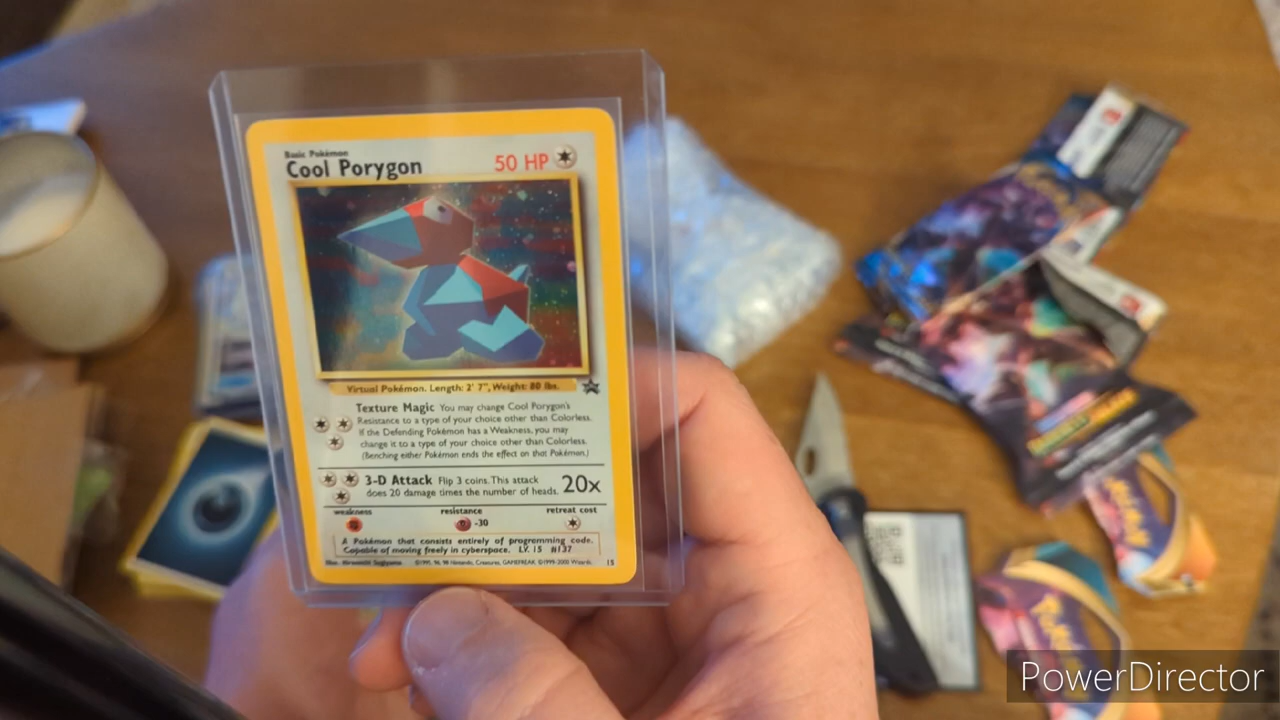 Basic Pokémon
Cool Porygon 50 HP
Virtual Pokémon. Length: 2' 7", Weight: 80 lbs.
Texture Magic You may change Cool Porygon's
Resistance to a type of your choice other than Colorless.
If the Defending Pokémon has a Weakness, you may
change it to a type of your choice other than Colorless.
(Benching either Pokémon ends the effect on that Pokémon.)
3-D Attack Flip 3 coins. This attack
does 20 damage times the number of heads. 20x
weakness resistance retreat cost
-30
A Pokémon that consists entirely of programming code.
Capable of moving freely in cyberspace. LV. 15 #137
Illus. Hironobu Sugiyama ©1995, 96, 98 Nintendo, Creatures, GAMEFREAK. ©1999-2000 Wizards. 15
POKÉMON
PowerDirector